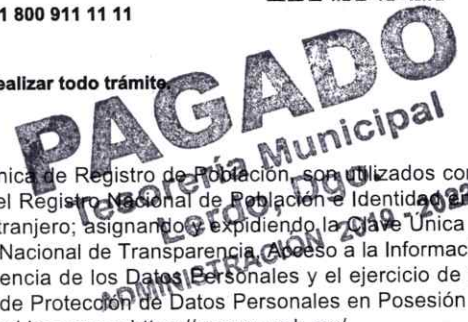 1 800 911 11 11
ealizar todo trámite
PAGADO
Tesorería Municipal
Lerdo, Dgo.
ADMINISTRACIÓN 2019 - 2022
nica de Registro de Población, son utilizados con
el Registro Nacional de Población e Identidad en
tranjero; asignando y expidiendo la Clave Única
Nacional de Transparencia, Acceso a la Informac
encia de los Datos Personales y el ejercicio de
de Protección de Datos Personales en Posesión